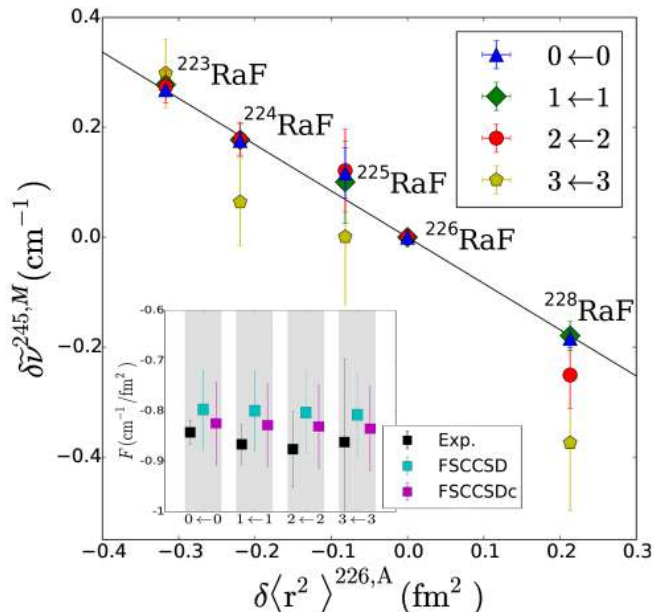 0.4
0.2
0.0
−0.2
−0.4
δν̃²⁴⁵,ᴹ(cm⁻¹)
²²³RaF
²²⁴RaF
²²⁵RaF
²²⁶RaF
²²⁸RaF
0←0
1←1
2←2
3←3
-0.6
-0.7
-0.8
-0.9
-1
F(cm⁻¹/fm²)
0←0 1←1 2←2 3←3
Exp.
FSCCSD
FSCCSDc
−0.4 −0.3 −0.2 −0.1 0.0 0.1 0.2 0.3
δ⟨r²⟩²²⁶,ᴬ (fm²)